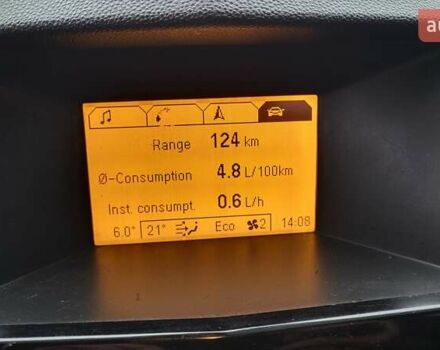 Range 124 km
Ø-Consumption 4.8 L/100km
Inst. consumpt. 0.6 L/h
6.0° 21° Eco 2 14:08